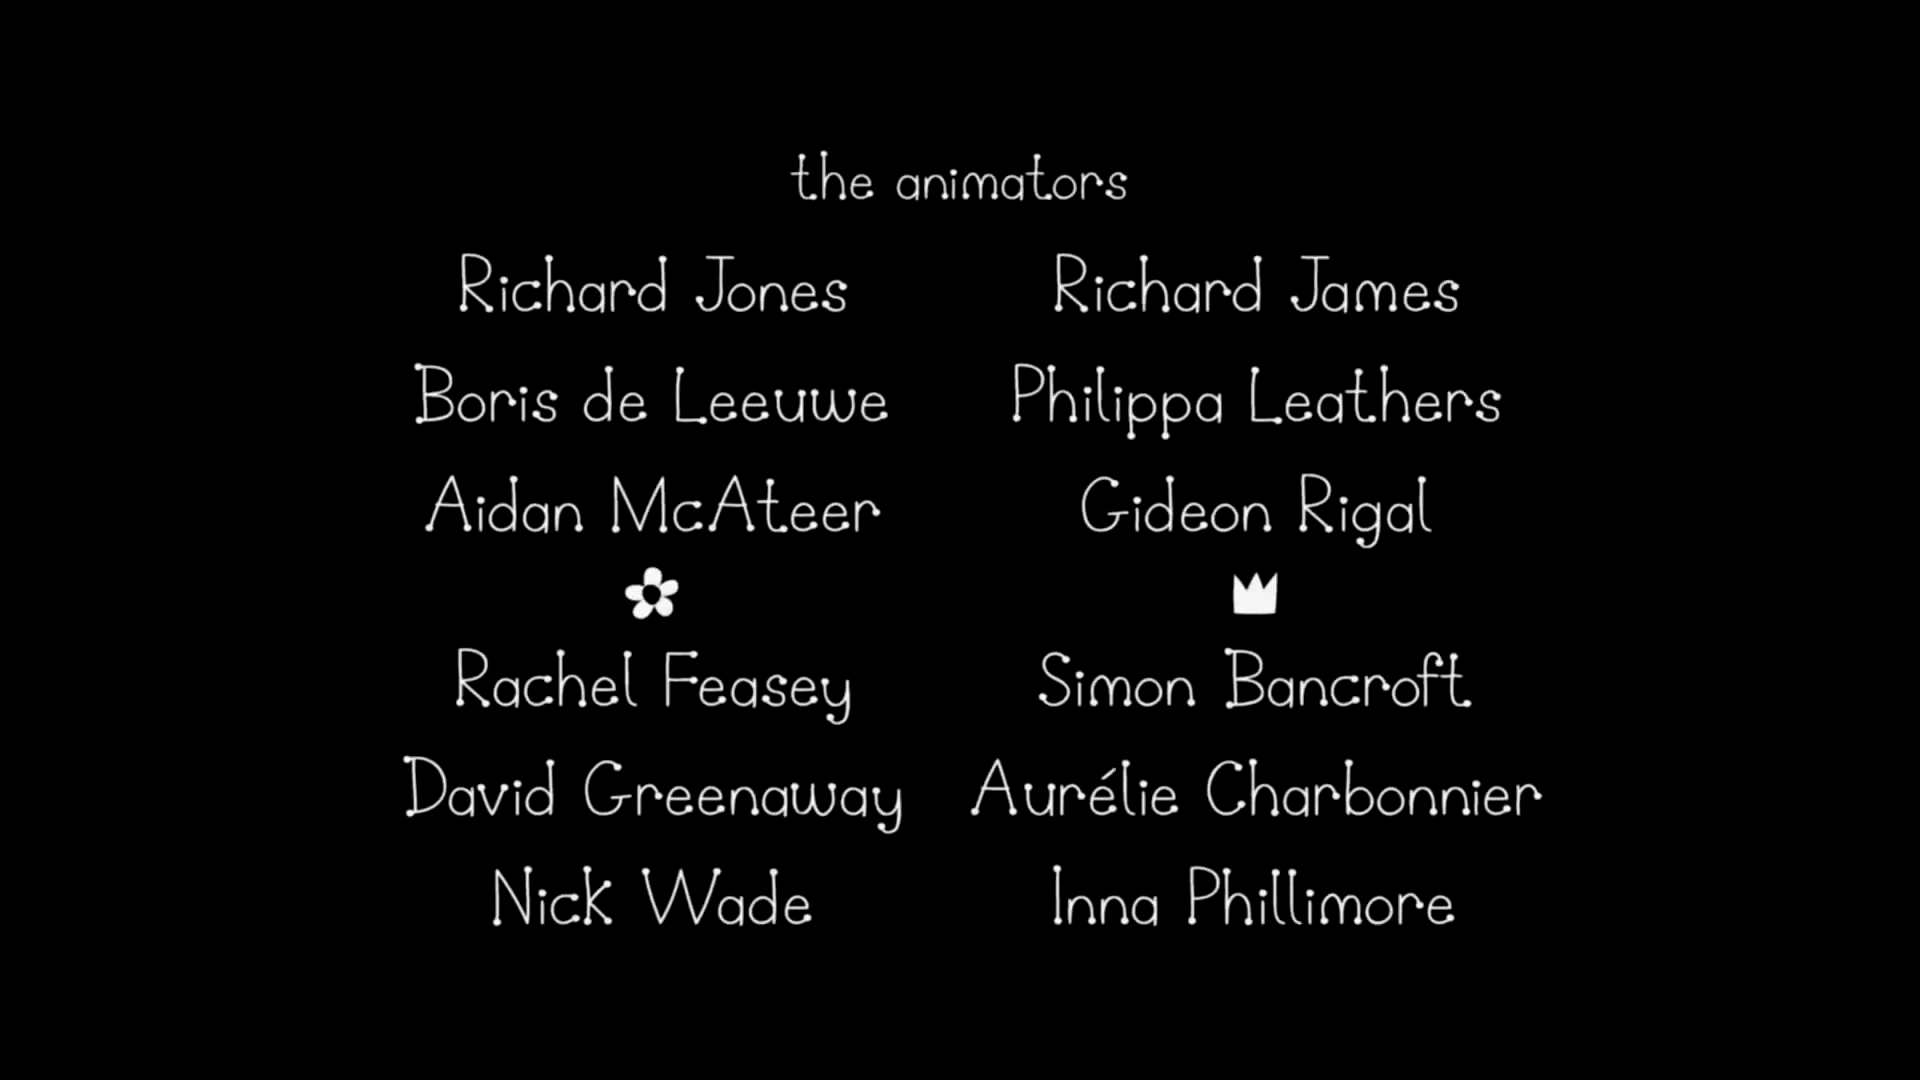 the animators
Richard Jones Richard James
Boris de Leeuwe Philippa Leathers
Aidan McAteer Gideon Rigal
Rachel Feasey Simon Bancroft
David Greenaway Aurélie Charbonnier
Nick Wade Inna Phillimore